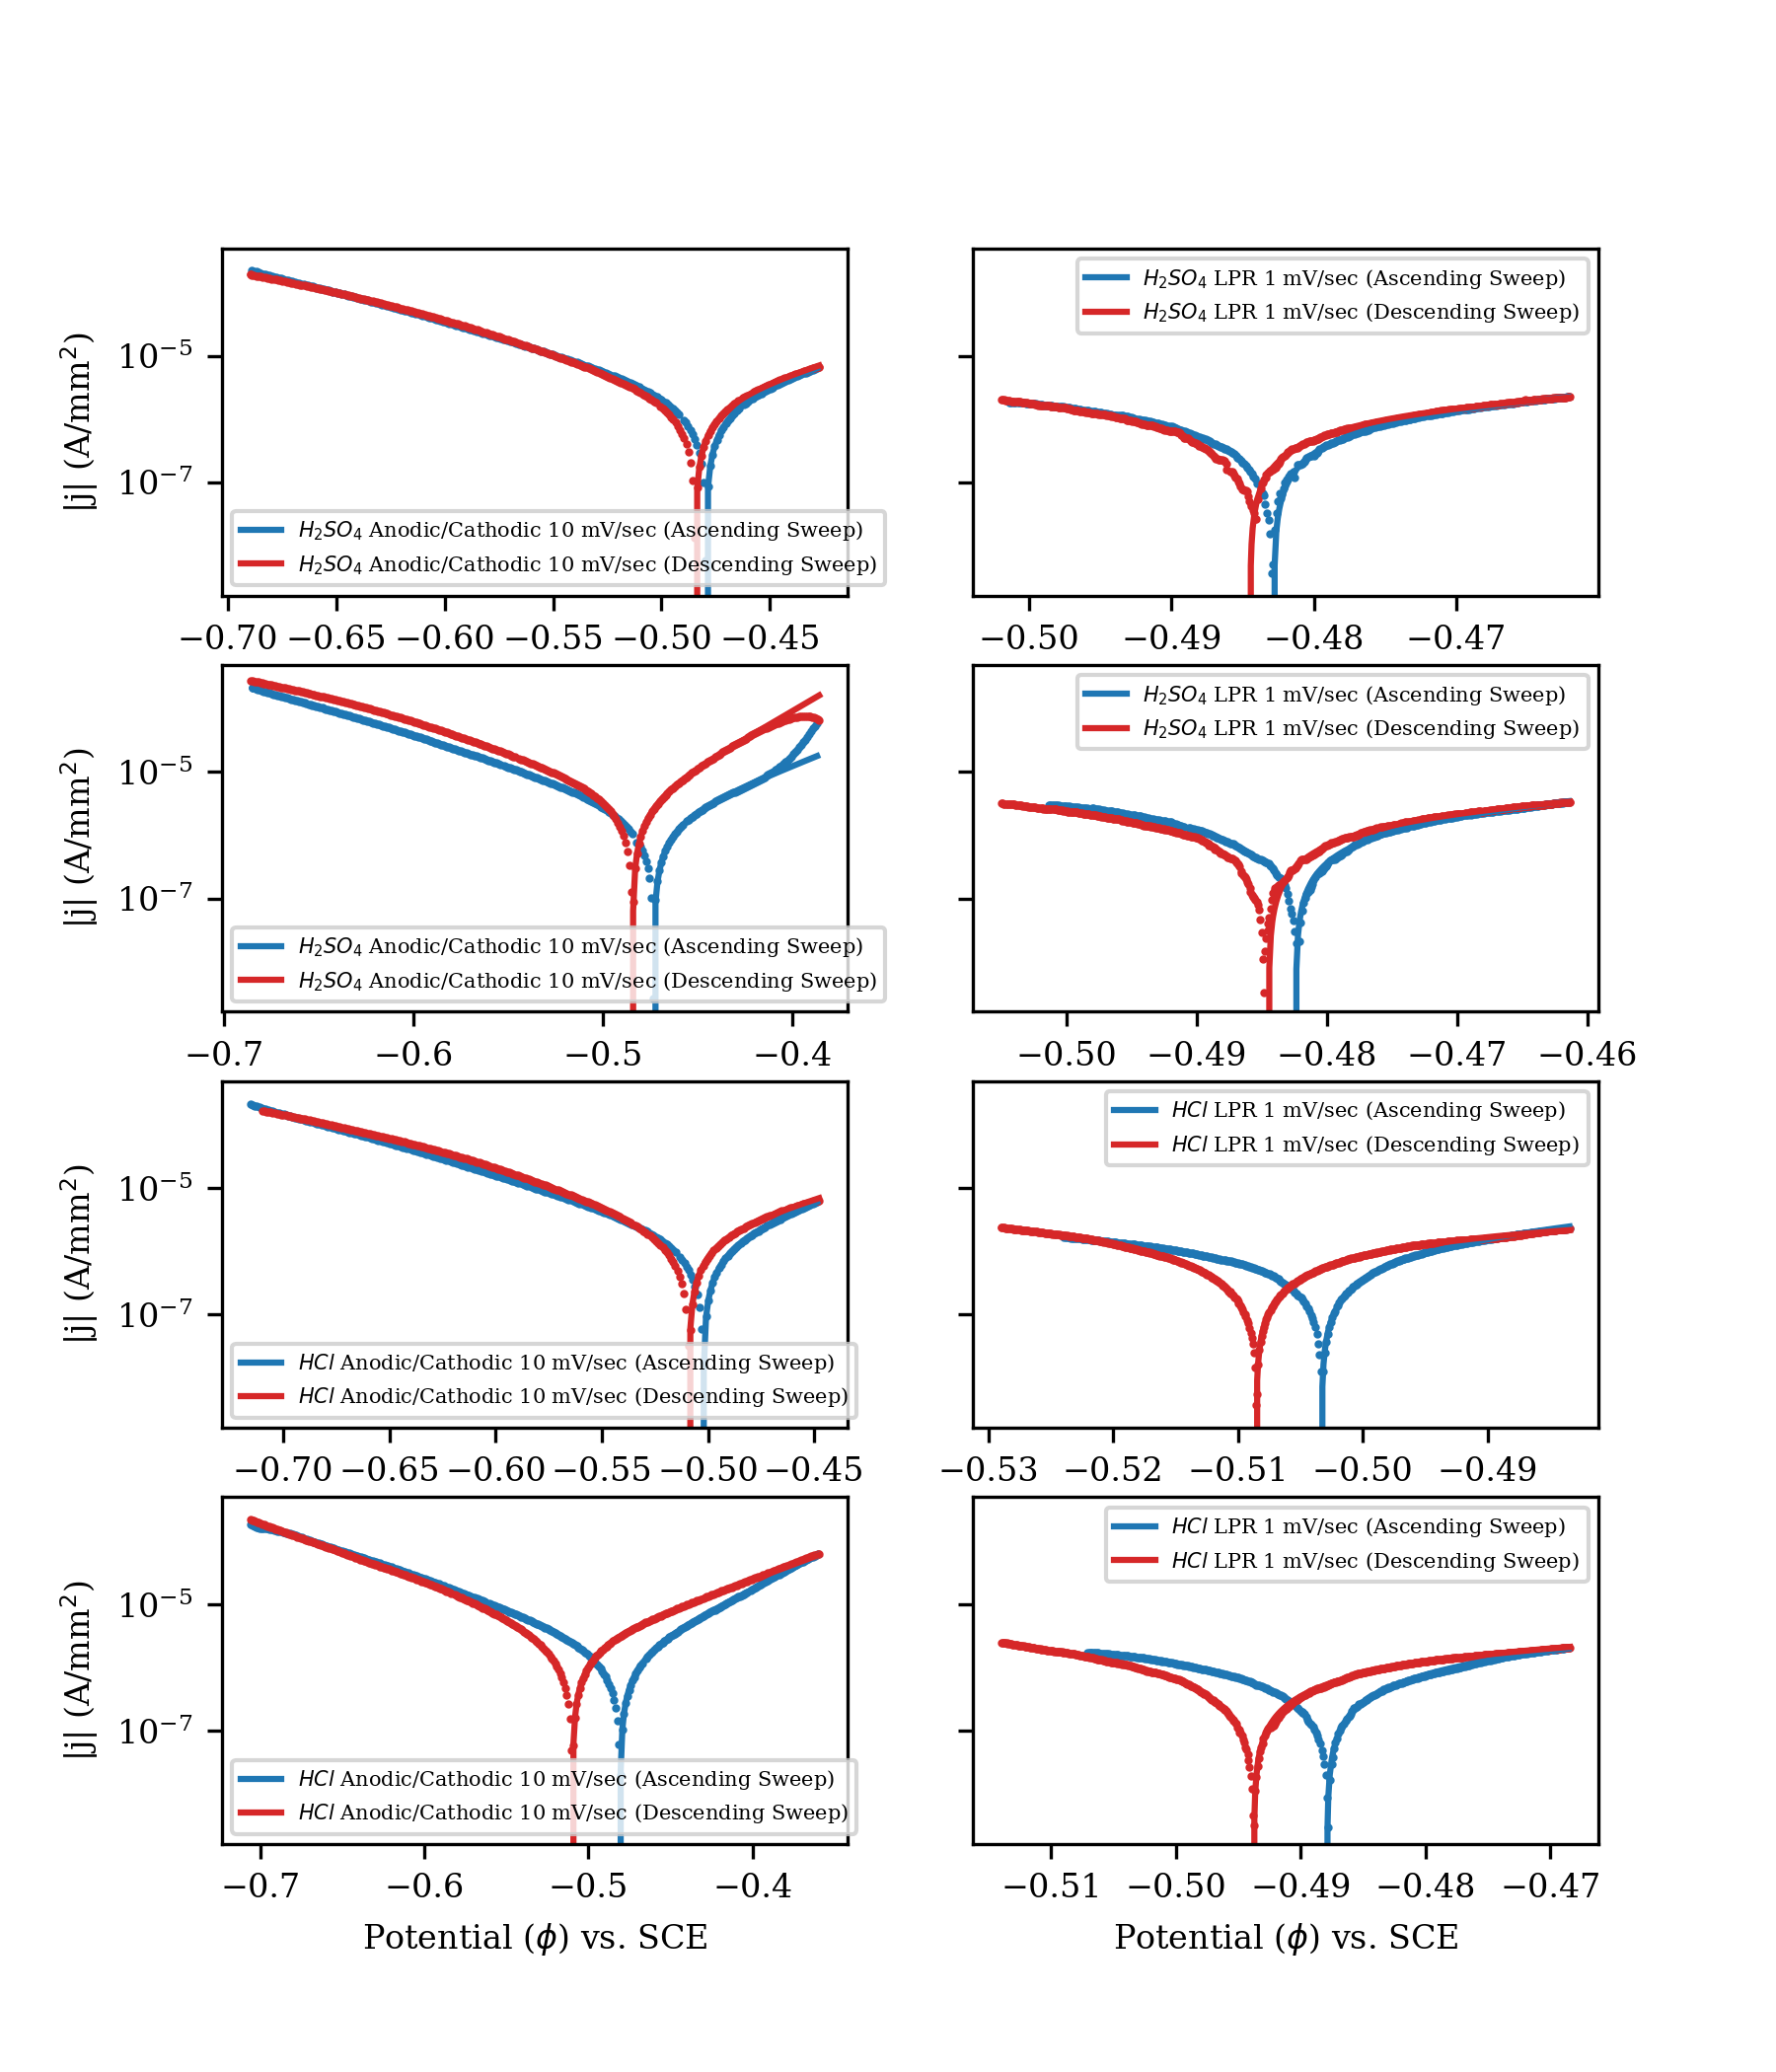 |j| (A/mm²)
10⁻⁵
10⁻⁷
H₂SO₄ Anodic/Cathodic 10 mV/sec (Ascending Sweep)
H₂SO₄ Anodic/Cathodic 10 mV/sec (Descending Sweep)
−0.70 −0.65 −0.60 −0.55 −0.50 −0.45
H₂SO₄ LPR 1 mV/sec (Ascending Sweep)
H₂SO₄ LPR 1 mV/sec (Descending Sweep)
−0.50 −0.49 −0.48 −0.47
|j| (A/mm²)
10⁻⁵
10⁻⁷
H₂SO₄ Anodic/Cathodic 10 mV/sec (Ascending Sweep)
H₂SO₄ Anodic/Cathodic 10 mV/sec (Descending Sweep)
−0.7 −0.6 −0.5 −0.4
H₂SO₄ LPR 1 mV/sec (Ascending Sweep)
H₂SO₄ LPR 1 mV/sec (Descending Sweep)
−0.50 −0.49 −0.48 −0.47 −0.46
|j| (A/mm²)
10⁻⁵
10⁻⁷
HCl Anodic/Cathodic 10 mV/sec (Ascending Sweep)
HCl Anodic/Cathodic 10 mV/sec (Descending Sweep)
−0.70 −0.65 −0.60 −0.55 −0.50 −0.45
HCl LPR 1 mV/sec (Ascending Sweep)
HCl LPR 1 mV/sec (Descending Sweep)
−0.53 −0.52 −0.51 −0.50 −0.49
|j| (A/mm²)
10⁻⁵
10⁻⁷
HCl Anodic/Cathodic 10 mV/sec (Ascending Sweep)
HCl Anodic/Cathodic 10 mV/sec (Descending Sweep)
−0.7 −0.6 −0.5 −0.4
Potential (ϕ) vs. SCE
HCl LPR 1 mV/sec (Ascending Sweep)
HCl LPR 1 mV/sec (Descending Sweep)
−0.51 −0.50 −0.49 −0.48 −0.47
Potential (ϕ) vs. SCE